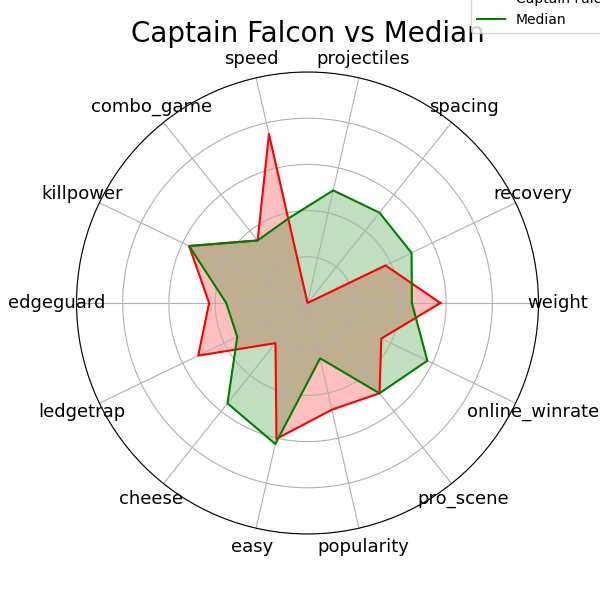 Median
Captain Falcon vs Median
speed
projectiles
combo_game
spacing
killpower
recovery
edgeguard
weight
ledgetrap
online_winrate
cheese
pro_scene
easy
popularity